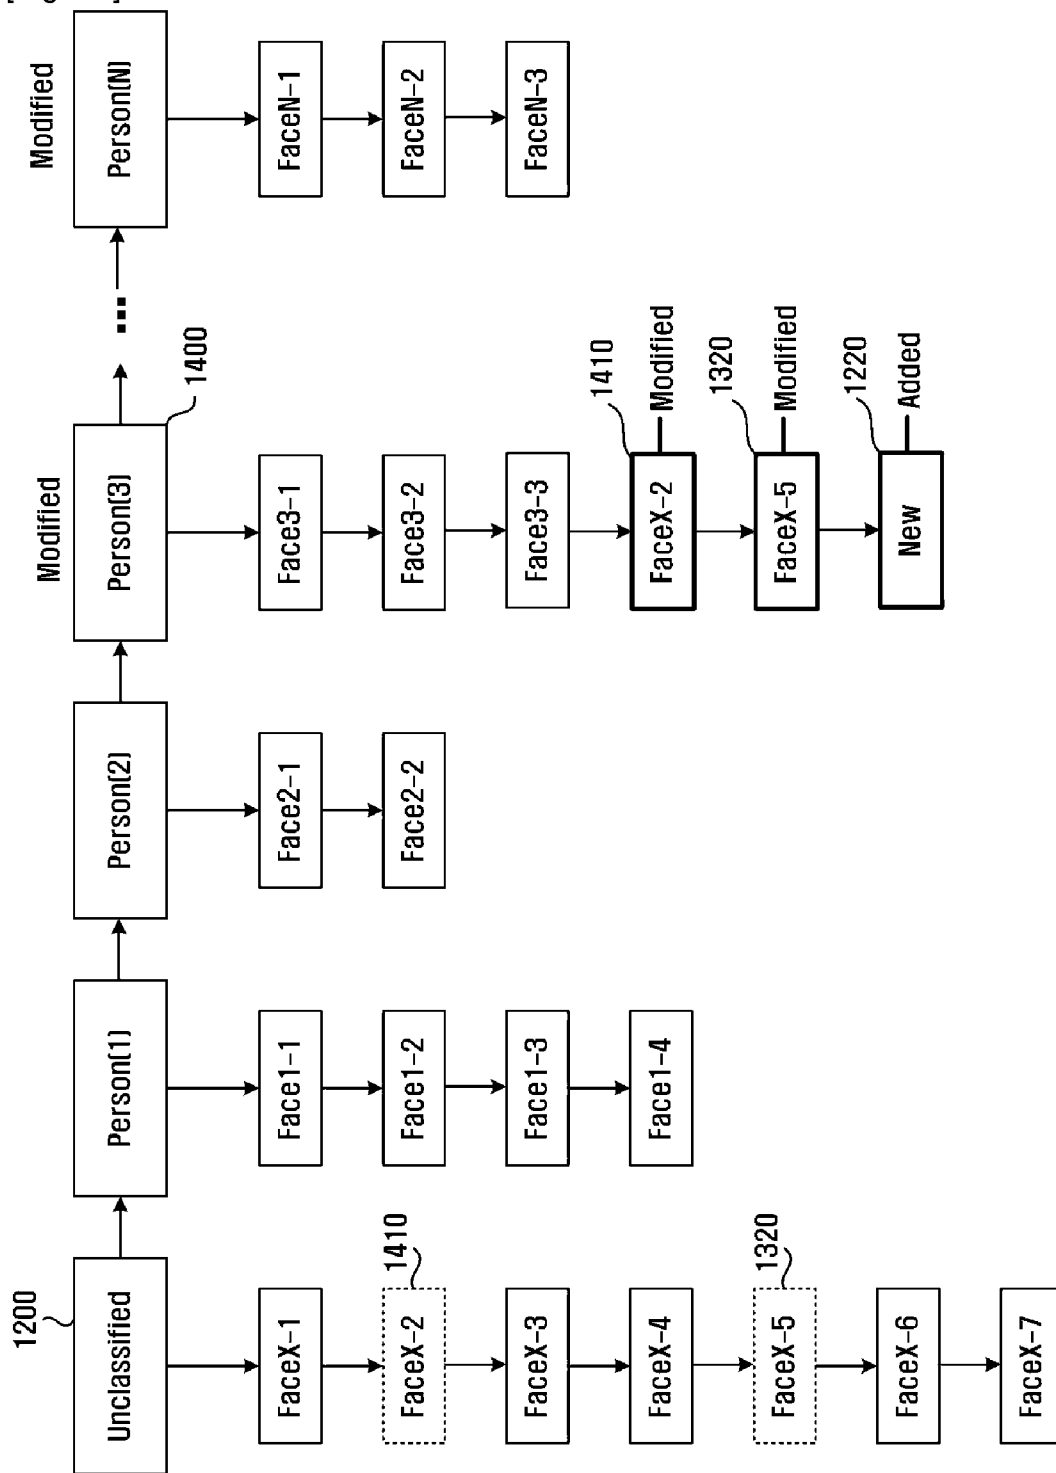 1200
Unclassified
FaceX-1
FaceX-2
1410
FaceX-3
FaceX-4
FaceX-5
1320
FaceX-6
FaceX-7
Person(1)
Face1-1
Face1-2
Face1-3
Face1-4
Person(2)
Face2-1
Face2-2
Modified
Person(3)
1400
Face3-1
Face3-2
Face3-3
FaceX-2
1410
Modified
FaceX-5
1320
Modified
New
1220
Added
...
Modified
Person(N)
FaceN-1
FaceN-2
FaceN-3